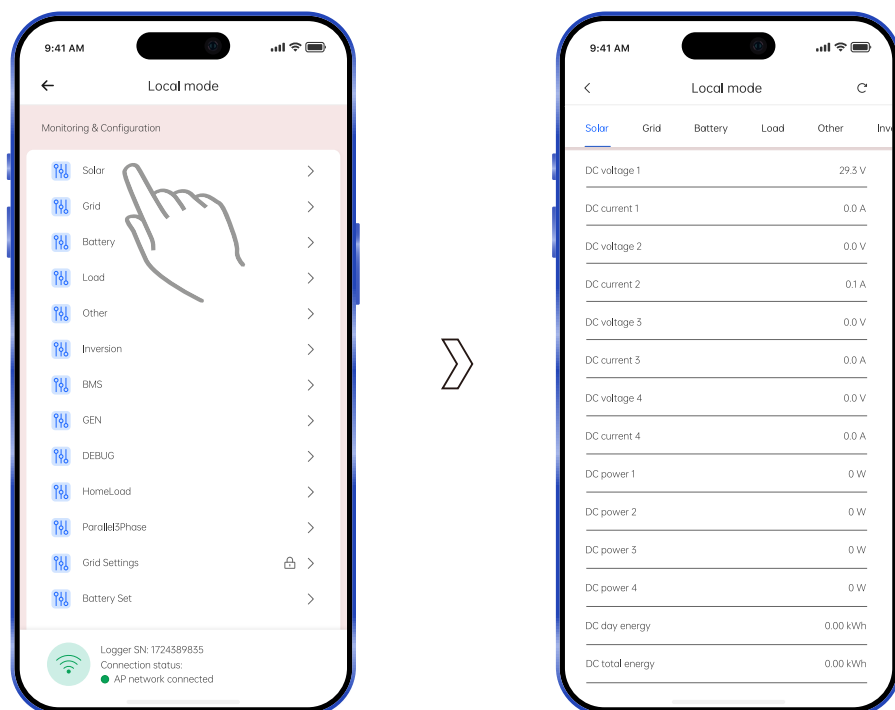 9:41 AM
Local mode
Monitoring & Configuration
Solar
Grid
Battery
Load
Other
Inversion
BMS
GEN
DEBUG
HomeLoad
Parallel3Phase
Grid Settings
Battery Set
Logger SN: 1724389835
Connection status:
AP network connected
9:41 AM
Local mode
Solar Grid Battery Load Other Inve
DC voltage 1 29.3 V
DC current 1 0.0 A
DC voltage 2 0.0 V
DC current 2 0.1 A
DC voltage 3 0.0 V
DC current 3 0.0 A
DC voltage 4 0.0 V
DC current 4 0.0 A
DC power 1 0 W
DC power 2 0 W
DC power 3 0 W
DC power 4 0 W
DC day energy 0.00 kWh
DC total energy 0.00 kWh